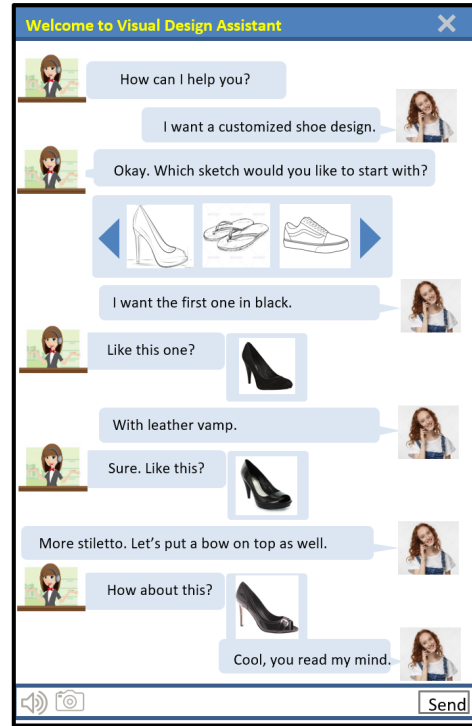 Welcome to Visual Design Assistant
How can I help you?
I want a customized shoe design.
Okay. Which sketch would you like to start with?
I want the first one in black.
Like this one?
With leather vamp.
Sure. Like this?
More stiletto. Let's put a bow on top as well.
How about this?
Cool, you read my mind.
Send